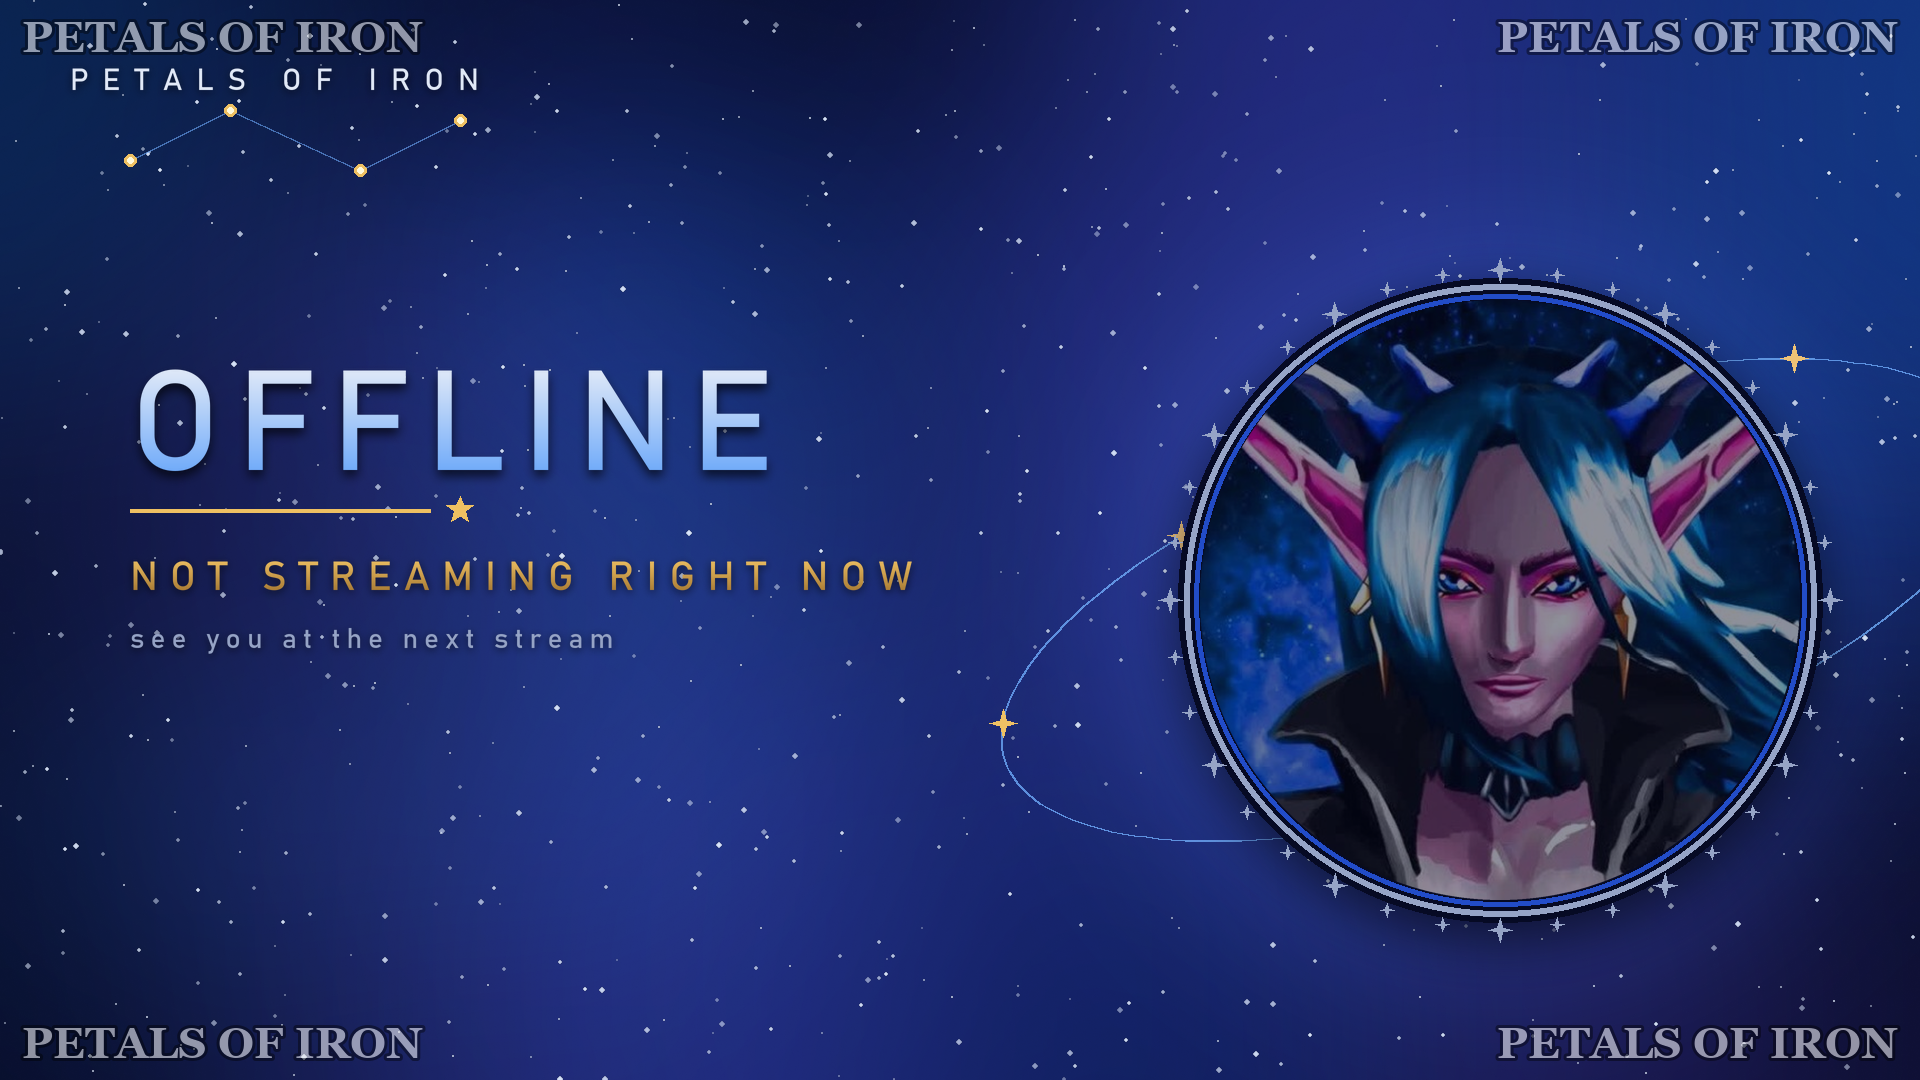 PETALS OF IRON
PETALS OF IRON
PETALS OF IRON
OFFLINE
NOT STREAMING RIGHT NOW
see you at the next stream
PETALS OF IRON
PETALS OF IRON